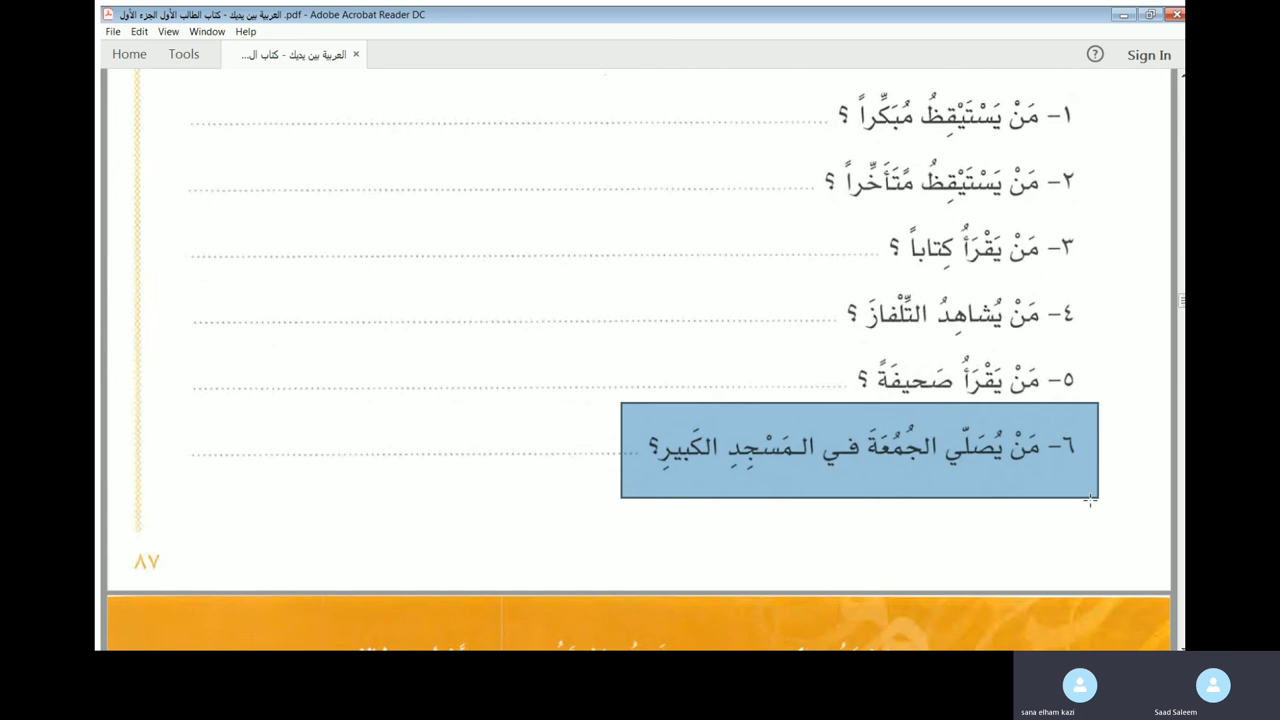 العربية بين يديك - كتاب الطالب الأول الجزء الأول.pdf - Adobe Acrobat Reader DC
File Edit View Window Help
Home Tools العربية بين يديك - كتاب ال... × ? Sign In
١- مَنْ يَسْتَيْقِظُ مُبَكِّراً ؟
٢- مَنْ يَسْتَيْقِظُ مًتَأَخِّراً ؟
٣- مَنْ يَقْرَأُ كِتاباً ؟
٤- مَنْ يُشاهِدُ التِّلْفازَ ؟
٥- مَنْ يَقْرَأُ صَحيفَةً ؟
٦- مَنْ يُصَلّي الجُمُعَةَ فـي الـمَسْجِدِ الكَبيرِ؟
٨٧
sana elham kazi
Saad Saleem